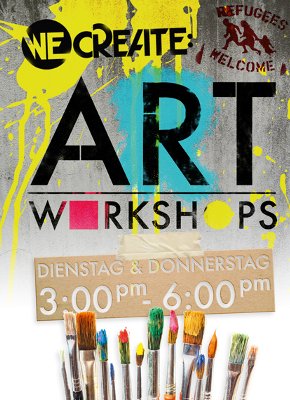 WE CREATE:
REFUGEES
WELCOME
ART
WORKSHOPS
DIENSTAG & DONNERSTAG
3:00pm - 6:00pm